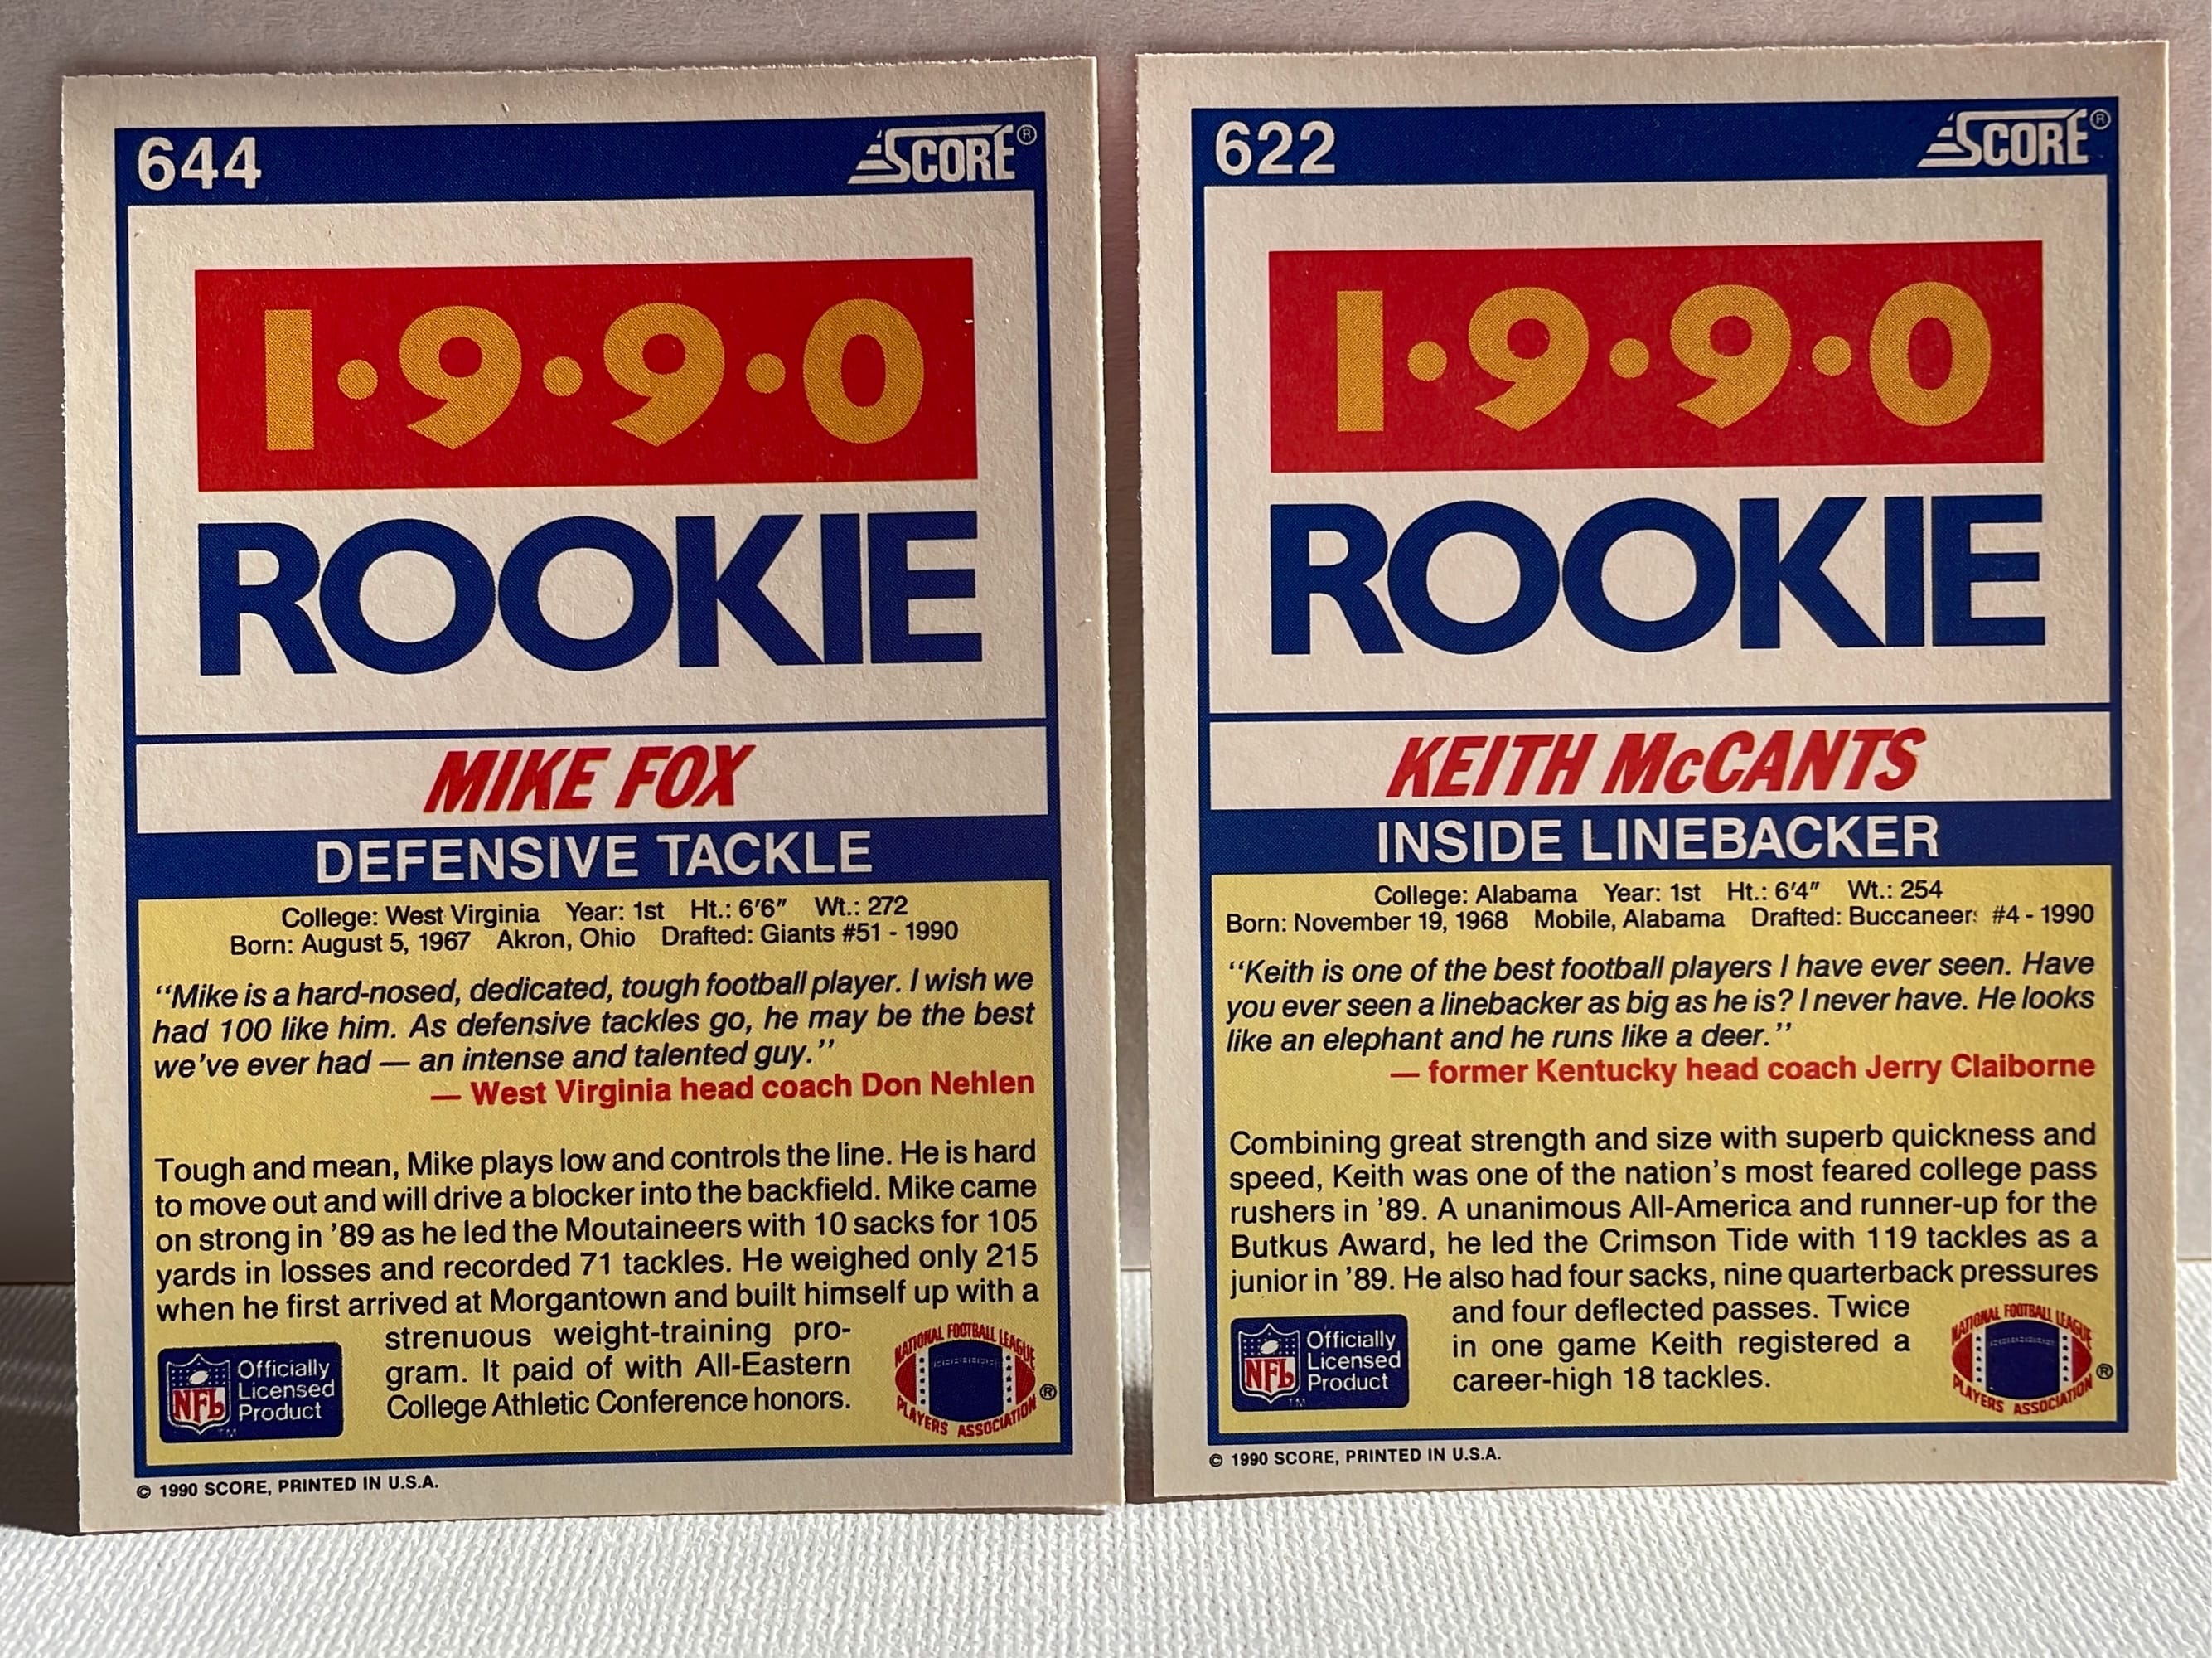 644 SCORE®
1·9·9·0
ROOKIE
MIKE FOX
DEFENSIVE TACKLE
College: West Virginia Year: 1st Ht.: 6'6" Wt.: 272
Born: August 5, 1967 Akron, Ohio Drafted: Giants #51 - 1990
"Mike is a hard-nosed, dedicated, tough football player. I wish we
had 100 like him. As defensive tackles go, he may be the best
we've ever had — an intense and talented guy."
— West Virginia head coach Don Nehlen
Tough and mean, Mike plays low and controls the line. He is hard
to move out and will drive a blocker into the backfield. Mike came
on strong in '89 as he led the Moutaineers with 10 sacks for 105
yards in losses and recorded 71 tackles. He weighed only 215
when he first arrived at Morgantown and built himself up with a
strenuous weight-training pro-
gram. It paid of with All-Eastern
College Athletic Conference honors.
NFL
Officially
Licensed
Product
TM
NATIONAL FOOTBALL LEAGUE
PLAYERS ASSOCIATION
®
© 1990 SCORE, PRINTED IN U.S.A.
622 SCORE®
1·9·9·0
ROOKIE
KEITH McCANTS
INSIDE LINEBACKER
College: Alabama Year: 1st Ht.: 6'4" Wt.: 254
Born: November 19, 1968 Mobile, Alabama Drafted: Buccaneers #4 - 1990
"Keith is one of the best football players I have ever seen. Have
you ever seen a linebacker as big as he is? I never have. He looks
like an elephant and he runs like a deer."
— former Kentucky head coach Jerry Claiborne
Combining great strength and size with superb quickness and
speed, Keith was one of the nation's most feared college pass
rushers in '89. A unanimous All-America and runner-up for the
Butkus Award, he led the Crimson Tide with 119 tackles as a
junior in '89. He also had four sacks, nine quarterback pressures
and four deflected passes. Twice
in one game Keith registered a
career-high 18 tackles.
NFL
Officially
Licensed
Product
TM
NATIONAL FOOTBALL LEAGUE
PLAYERS ASSOCIATION
®
© 1990 SCORE, PRINTED IN U.S.A.